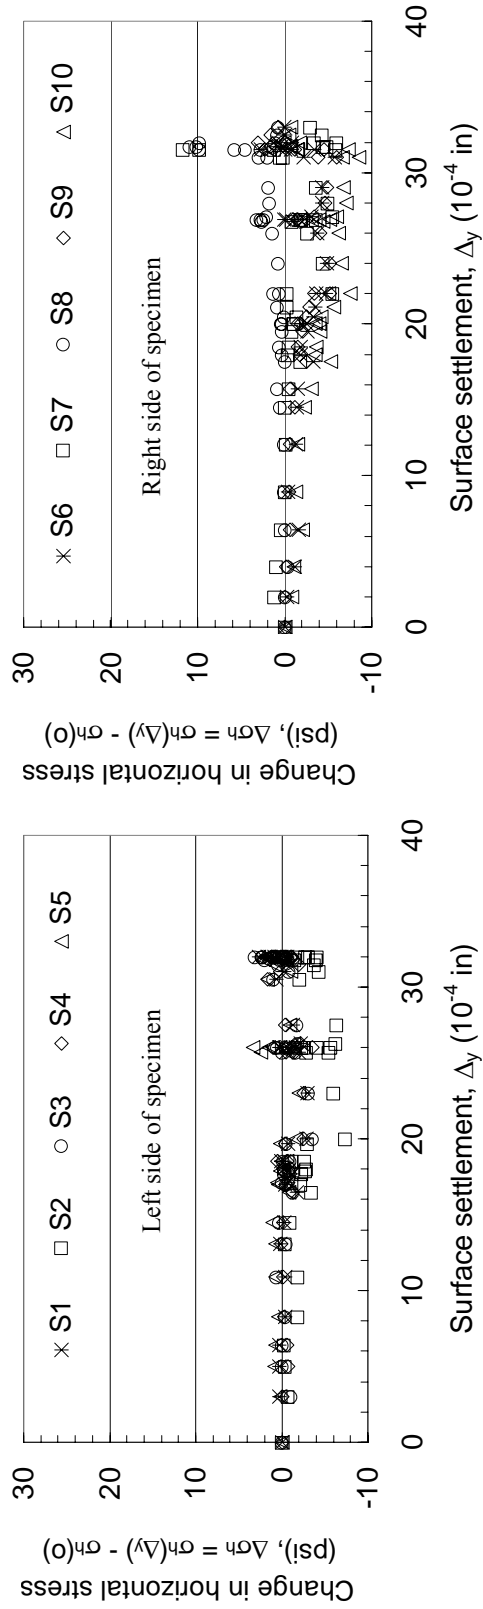 Change in horizontal stress
(psi), Δσh = σh(Δy) - σh(0)
30
20
10
0
-10
S1 S2 S3 S4 S5
Left side of specimen
0 10 20 30 40
Surface settlement, Δy (10-4 in)
Change in horizontal stress
(psi), Δσh = σh(Δy) - σh(0)
30
20
10
0
-10
S6 S7 S8 S9 S10
Right side of specimen
0 10 20 30 40
Surface settlement, Δy (10-4 in)